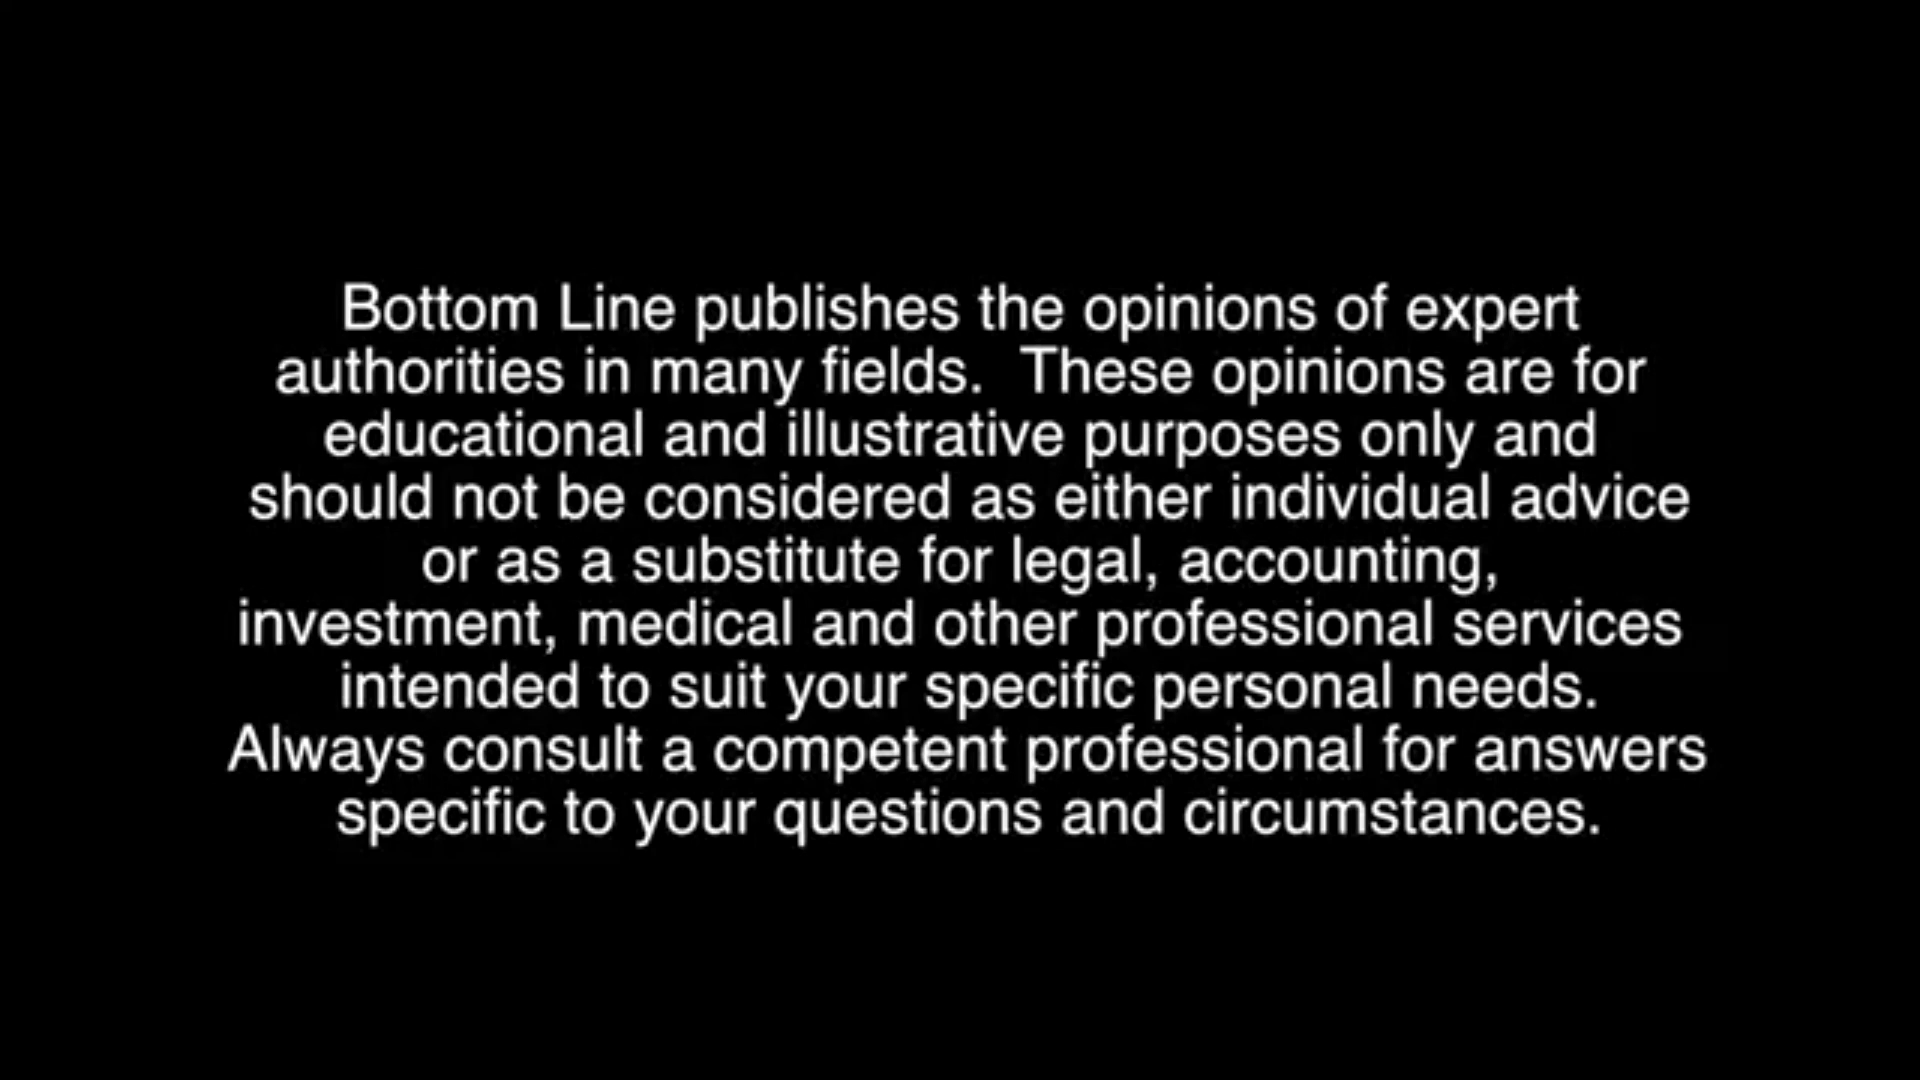 Bottom Line publishes the opinions of expert
authorities in many fields.  These opinions are for
educational and illustrative purposes only and
should not be considered as either individual advice
or as a substitute for legal, accounting,
investment, medical and other professional services
intended to suit your specific personal needs.
Always consult a competent professional for answers
specific to your questions and circumstances.